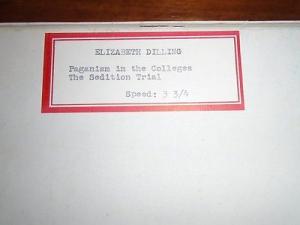 ELIZABETH DILLING
Paganism in the Colleges
The Sedition Trial
Speed: 3 3/4